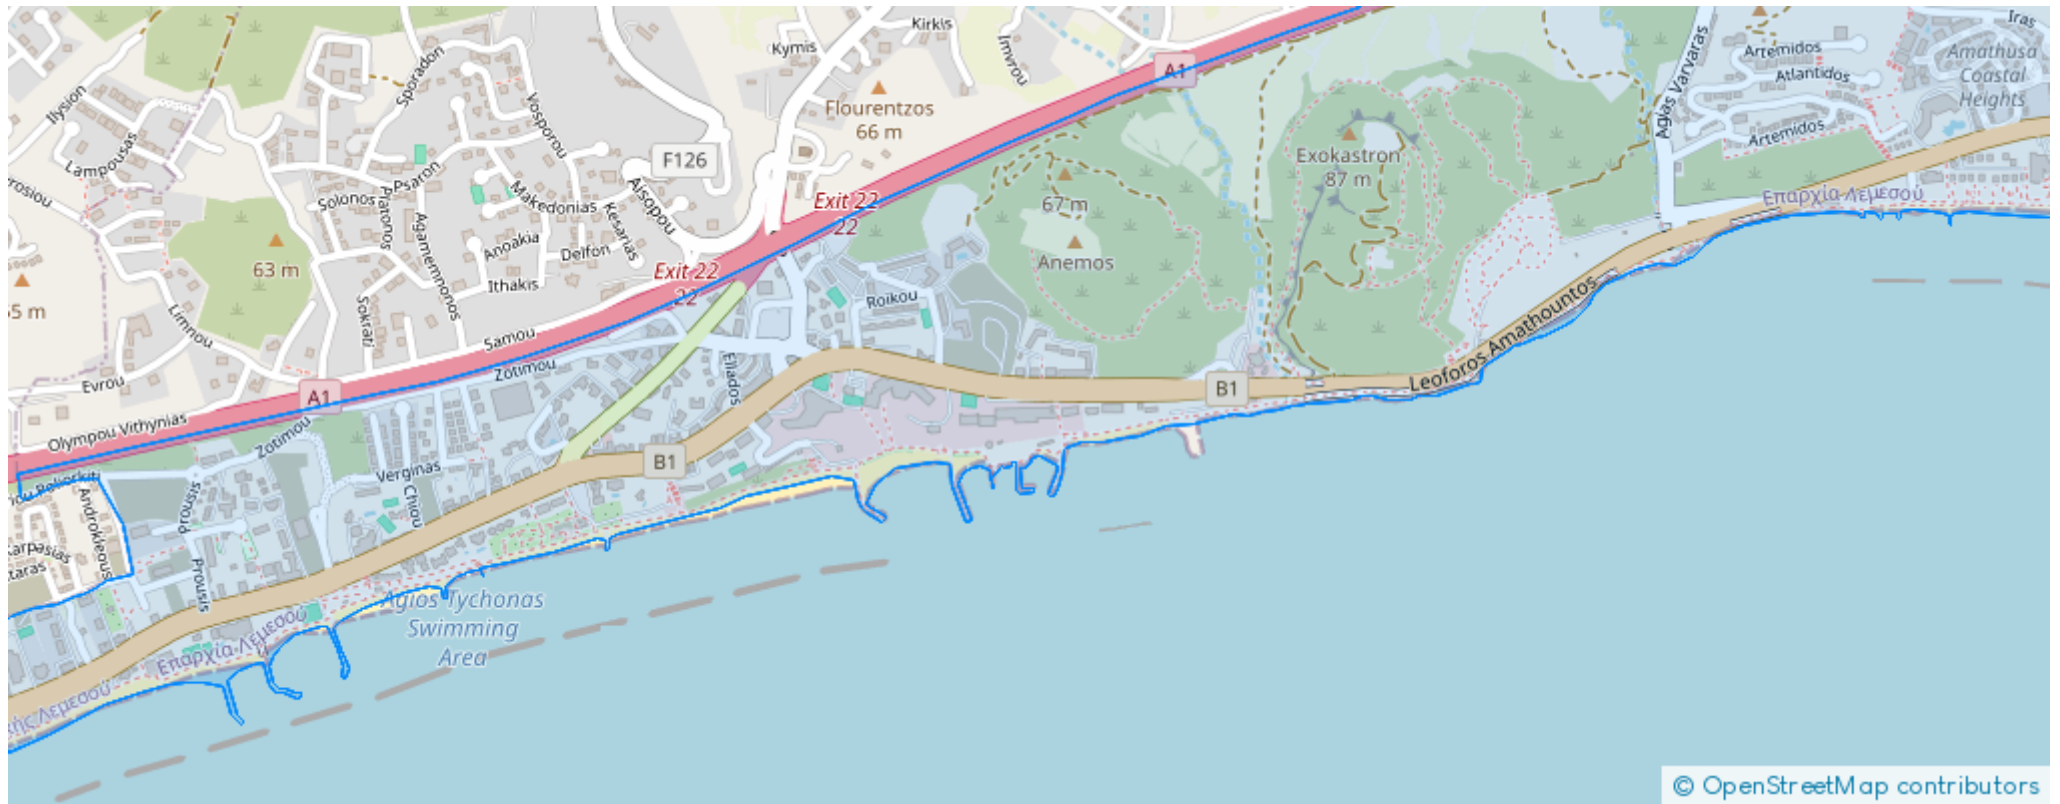 Kirkis
Kymis
Imvrou
A1
Iras
Artemidos
Amathusa
Coastal
Heights
Atlantidos
Agias Varvaras
Artemidos
Ilysion
Sporadon
Vosporou
Flourentzos
66 m
Lampousas
F126
Exokastron
87 m
Psaron
Makedonias
Aisopou
Solonos
Agamemnonos
Kesarias
Exit 22
22
67 m
Επαρχία Λεμεσού
63 m
Anoakia
Delfon
Anemos
Exit 22
22
Ithakis
Roikou
5 m
Limnou
Sokrati
Samou
Leoforos Amathountos
Zotimou
Ellados
Evrou
A1
B1
Olympou Vithynias
Zotimou
B1
Verginas
Chiou
Androkleous
Prousis
Prousis
Agios Tychonas
Swimming
Area
Επαρχία Λεμεσού
Λεμεσού
© OpenStreetMap contributors